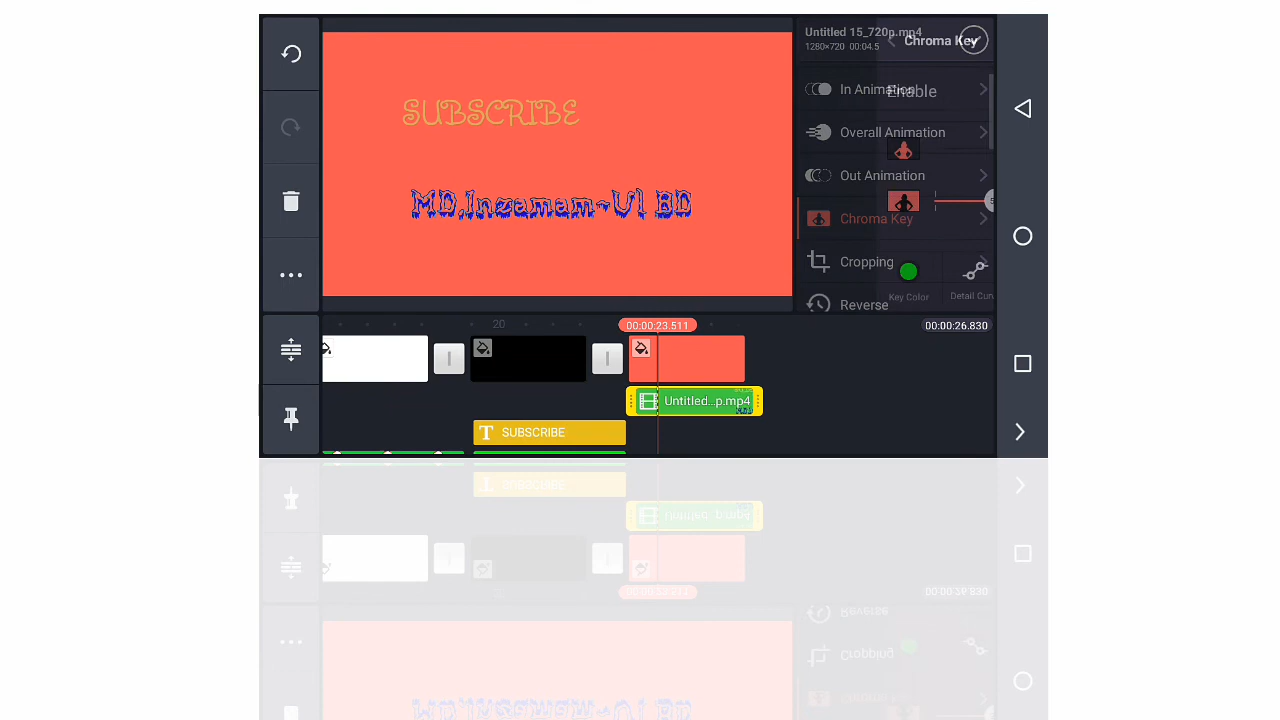 Untitled 15_720p.mp4
1280×720 00:04.5
Chroma Key
Enable
In Animation
Overall Animation
Out Animation
Chroma Key
Cropping
Reverse
Key Color
Detail Cur
SUBSCRIBE
MD,Inzamam-Ul BD
20
00:00:23.511
00:00:26.830
Untitled..p.mp4
T SUBSCRIBE